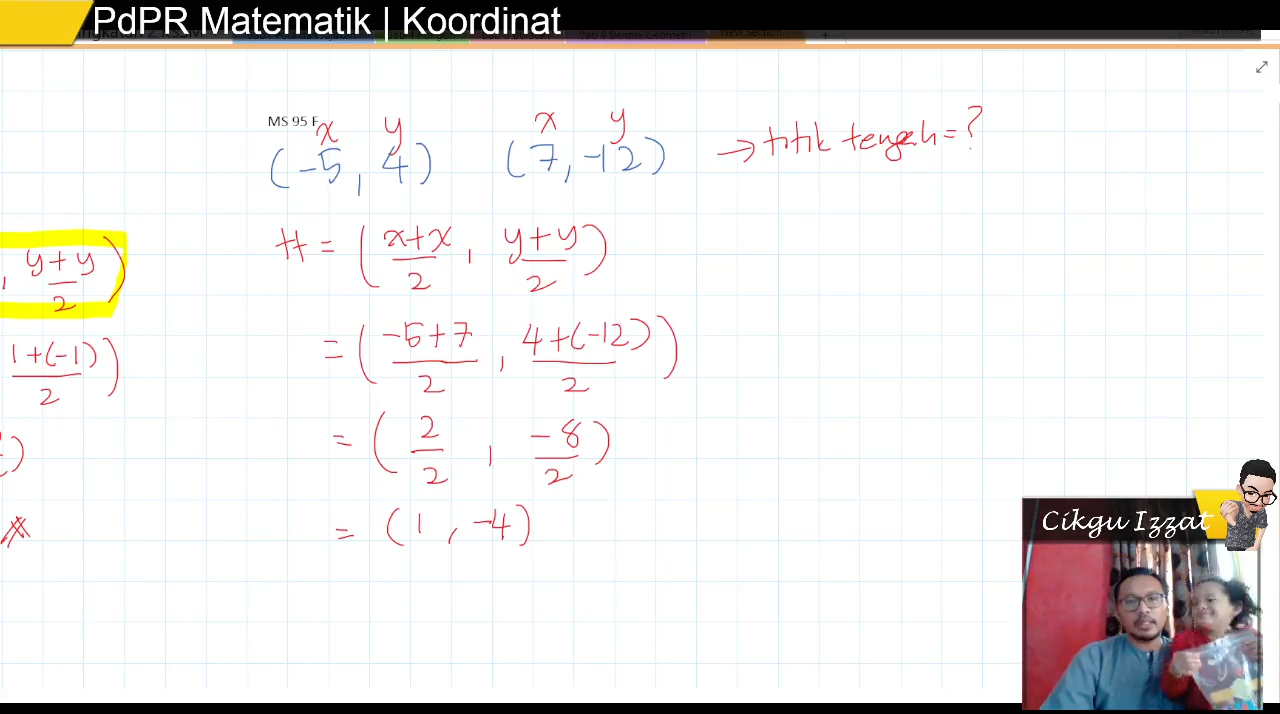 PdPR Matematik | Koordinat
MS 95 F
x y x y
(-5, 4) (7, -12) → titik tengah = ?
H = (x+x/2, y+y/2)
= (-5+7/2, 4+(-12)/2)
= (2/2, -8/2)
= (1, -4)
, y+y/2)
1+(-1)/2)
Cikgu Izzat